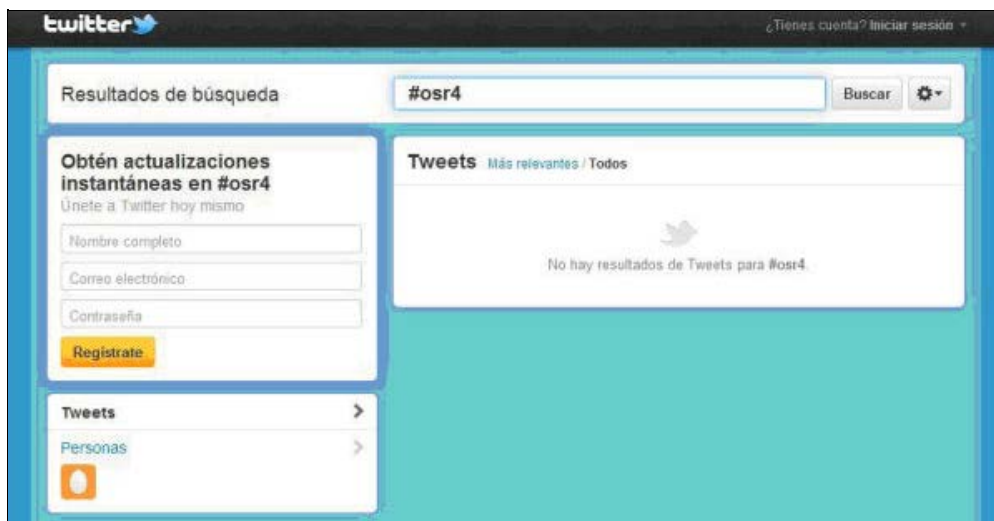 twitter
¿Tienes cuenta? Iniciar sesión
Resultados de búsqueda
#osr4
Buscar
Obtén actualizaciones
instantáneas en #osr4
Únete a Twitter hoy mismo
Nombre completo
Correo electrónico
Contraseña
Regístrate
Tweets
Personas
Tweets Más relevantes / Todos
No hay resultados de Tweets para #osr4.